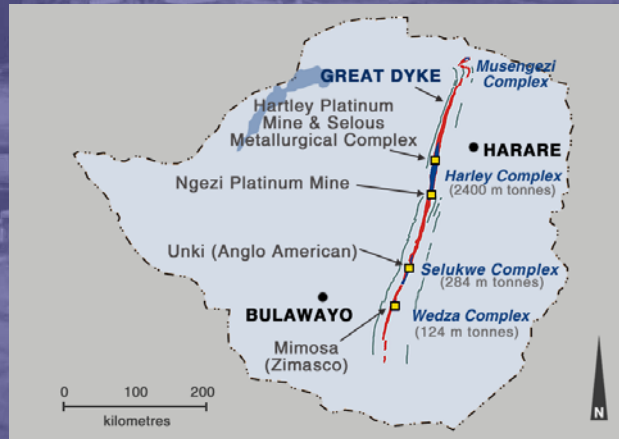 Musengezi
Complex
GREAT DYKE
Hartley Platinum
Mine & Selous
Metallurgical Complex
HARARE
Harley Complex
(2400 m tonnes)
Ngezi Platinum Mine
Unki (Anglo American)
Selukwe Complex
(284 m tonnes)
BULAWAYO
Wedza Complex
(124 m tonnes)
Mimosa
(Zimasco)
0 100 200
kilometres
N